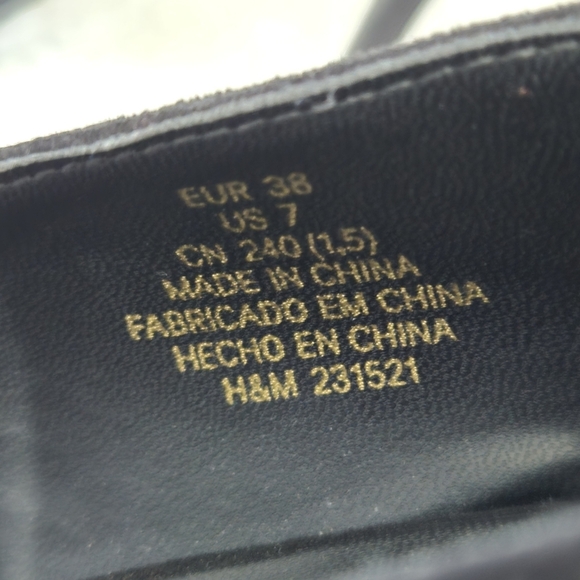 EUR 38
US 7
CN 240 (1.5)
MADE IN CHINA
FABRICADO EM CHINA
HECHO EN CHINA
H&M 231521